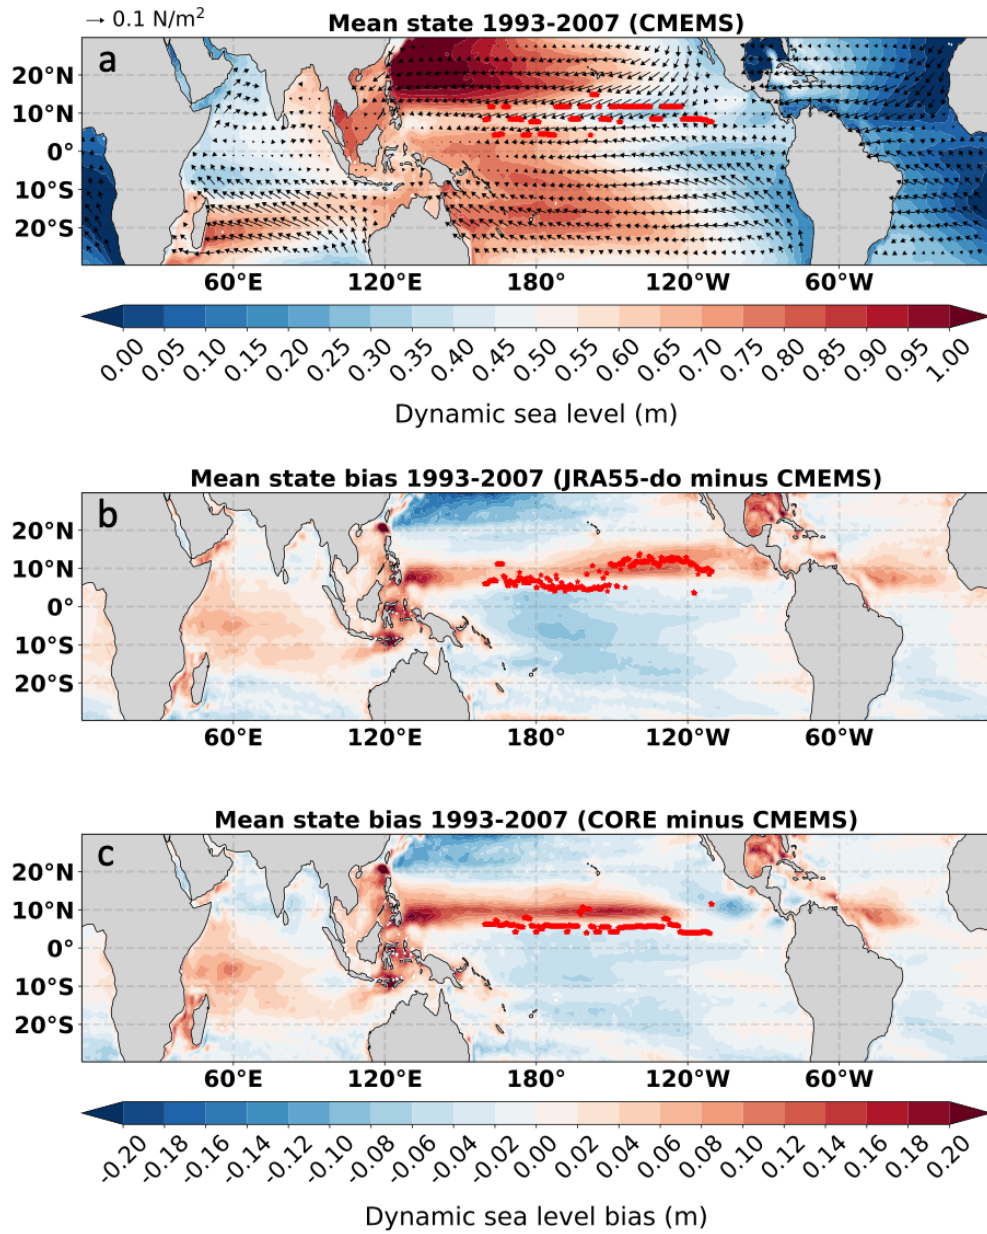 → 0.1 N/m²
Mean state 1993-2007 (CMEMS)
a
20°N
10°N
0°
10°S
20°S
60°E 120°E 180° 120°W 60°W
0.00 0.05 0.10 0.15 0.20 0.25 0.30 0.35 0.40 0.45 0.50 0.55 0.60 0.65 0.70 0.75 0.80 0.85 0.90 0.95 1.00
Dynamic sea level (m)
Mean state bias 1993-2007 (JRA55-do minus CMEMS)
b
20°N
10°N
0°
10°S
20°S
60°E 120°E 180° 120°W 60°W
Mean state bias 1993-2007 (CORE minus CMEMS)
c
20°N
10°N
0°
10°S
20°S
60°E 120°E 180° 120°W 60°W
-0.20 -0.18 -0.16 -0.14 -0.12 -0.10 -0.08 -0.06 -0.04 -0.02 0.00 0.02 0.04 0.06 0.08 0.10 0.12 0.14 0.16 0.18 0.20
Dynamic sea level bias (m)